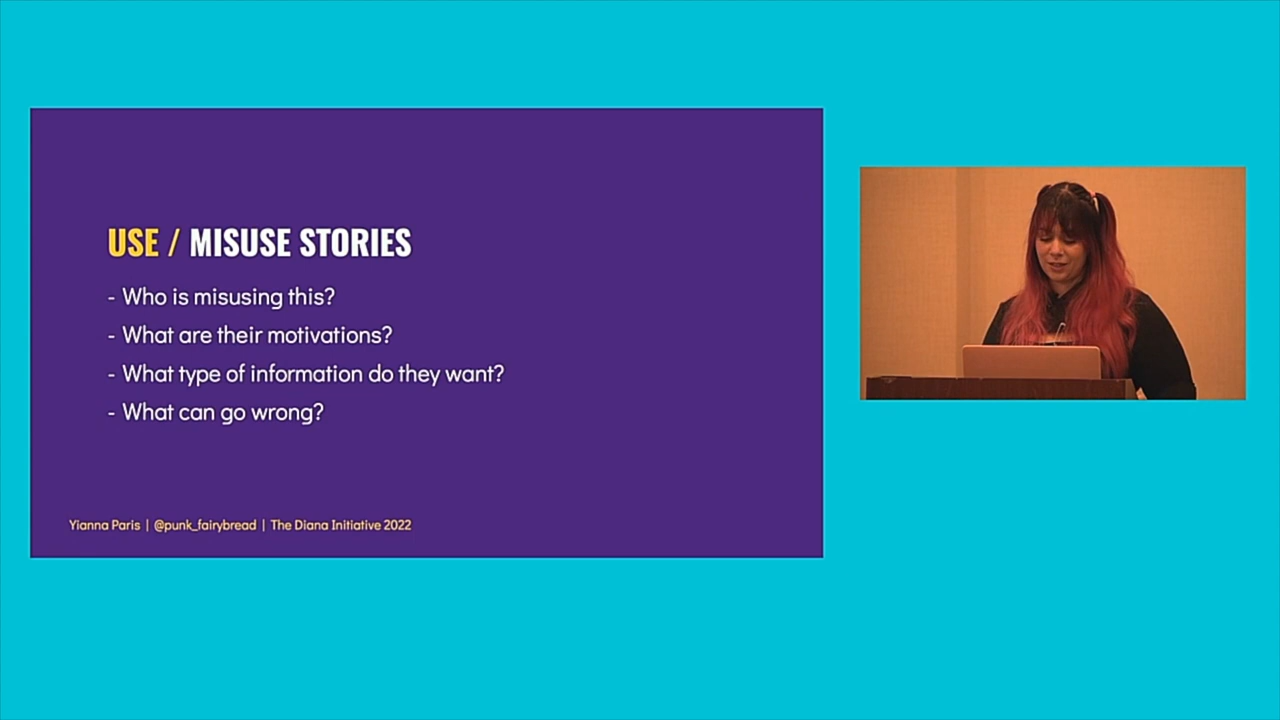 USE / MISUSE STORIES
- Who is misusing this?
- What are their motivations?
- What type of information do they want?
- What can go wrong?
Yianna Paris | @punk_fairybread | The Diana Initiative 2022